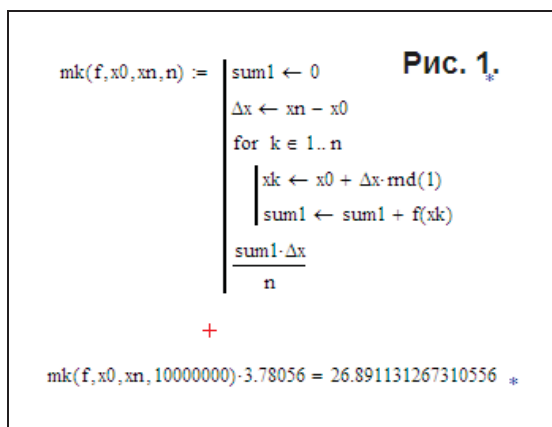 Рис. 1.
*
mk(f,x0,xn,n) := sum1 ← 0
Δx ← xn − x0
for k ∈ 1.. n
xk ← x0 + Δx·rnd(1)
sum1 ← sum1 + f(xk)
sum1·Δx
n
+
mk(f,x0,xn,10000000)·3.78056 = 26.891131267310556 *